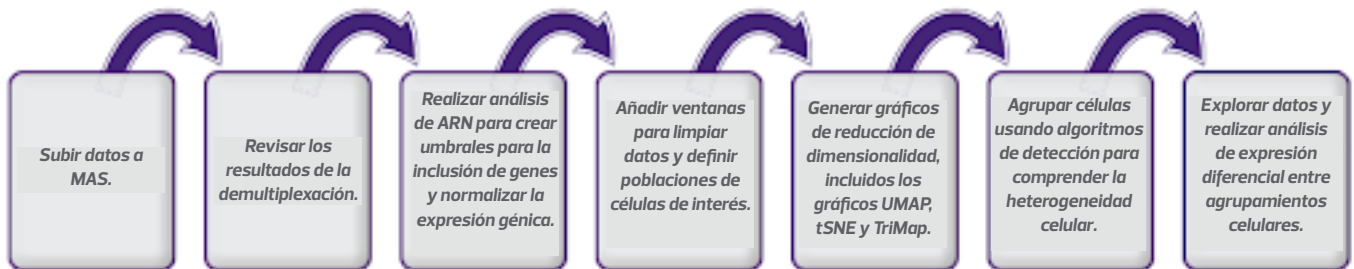 Subir datos a
MAS.
Revisar los
resultados de la
demultiplexación.
Realizar análisis
de ARN para crear
umbrales para la
inclusión de genes
y normalizar la
expresión génica.
Añadir ventanas
para limpiar
datos y definir
poblaciones de
células de interés.
Generar gráficos
de reducción de
dimensionalidad,
incluidos los
gráficos UMAP,
tSNE y TriMap.
Agrupar células
usando algoritmos
de detección para
comprender la
heterogeneidad
celular.
Explorar datos y
realizar análisis
de expresión
diferencial entre
agrupamientos
celulares.